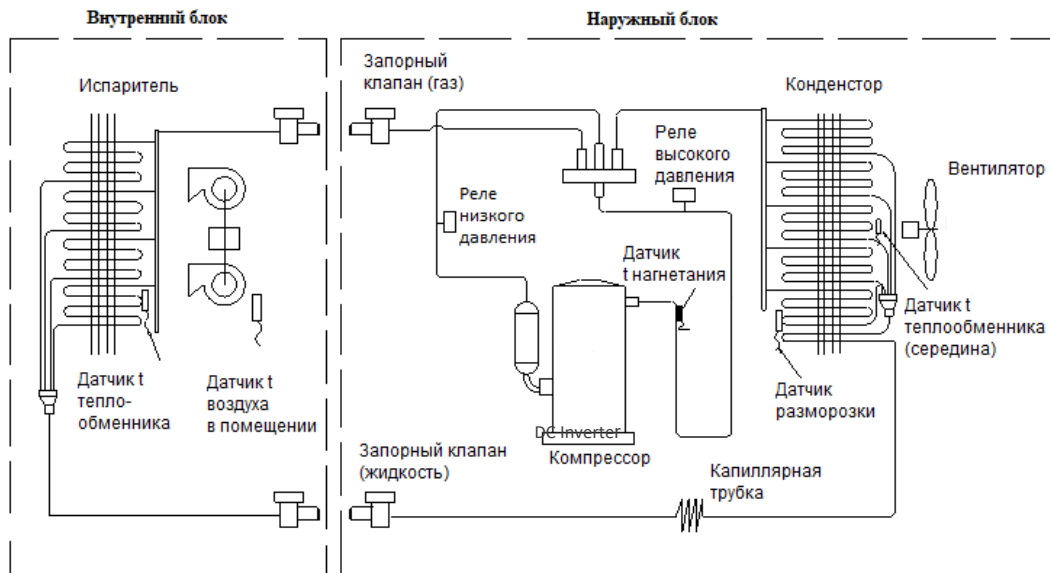 Внутренний блок
Наружный блок
Испаритель
Запорный
клапан (газ)
Конденстор
Реле
высокого
давления
Вентилятор
Реле
низкого
давления
Датчик
t нагнетания
Датчик t
теплообменника
(середина)
Датчик t
тепло-
обменника
Датчик t
воздуха
в помещении
Датчик
разморозки
DC Inverter
Компрессор
Запорный клапан
(жидкость)
Капиллярная
трубка